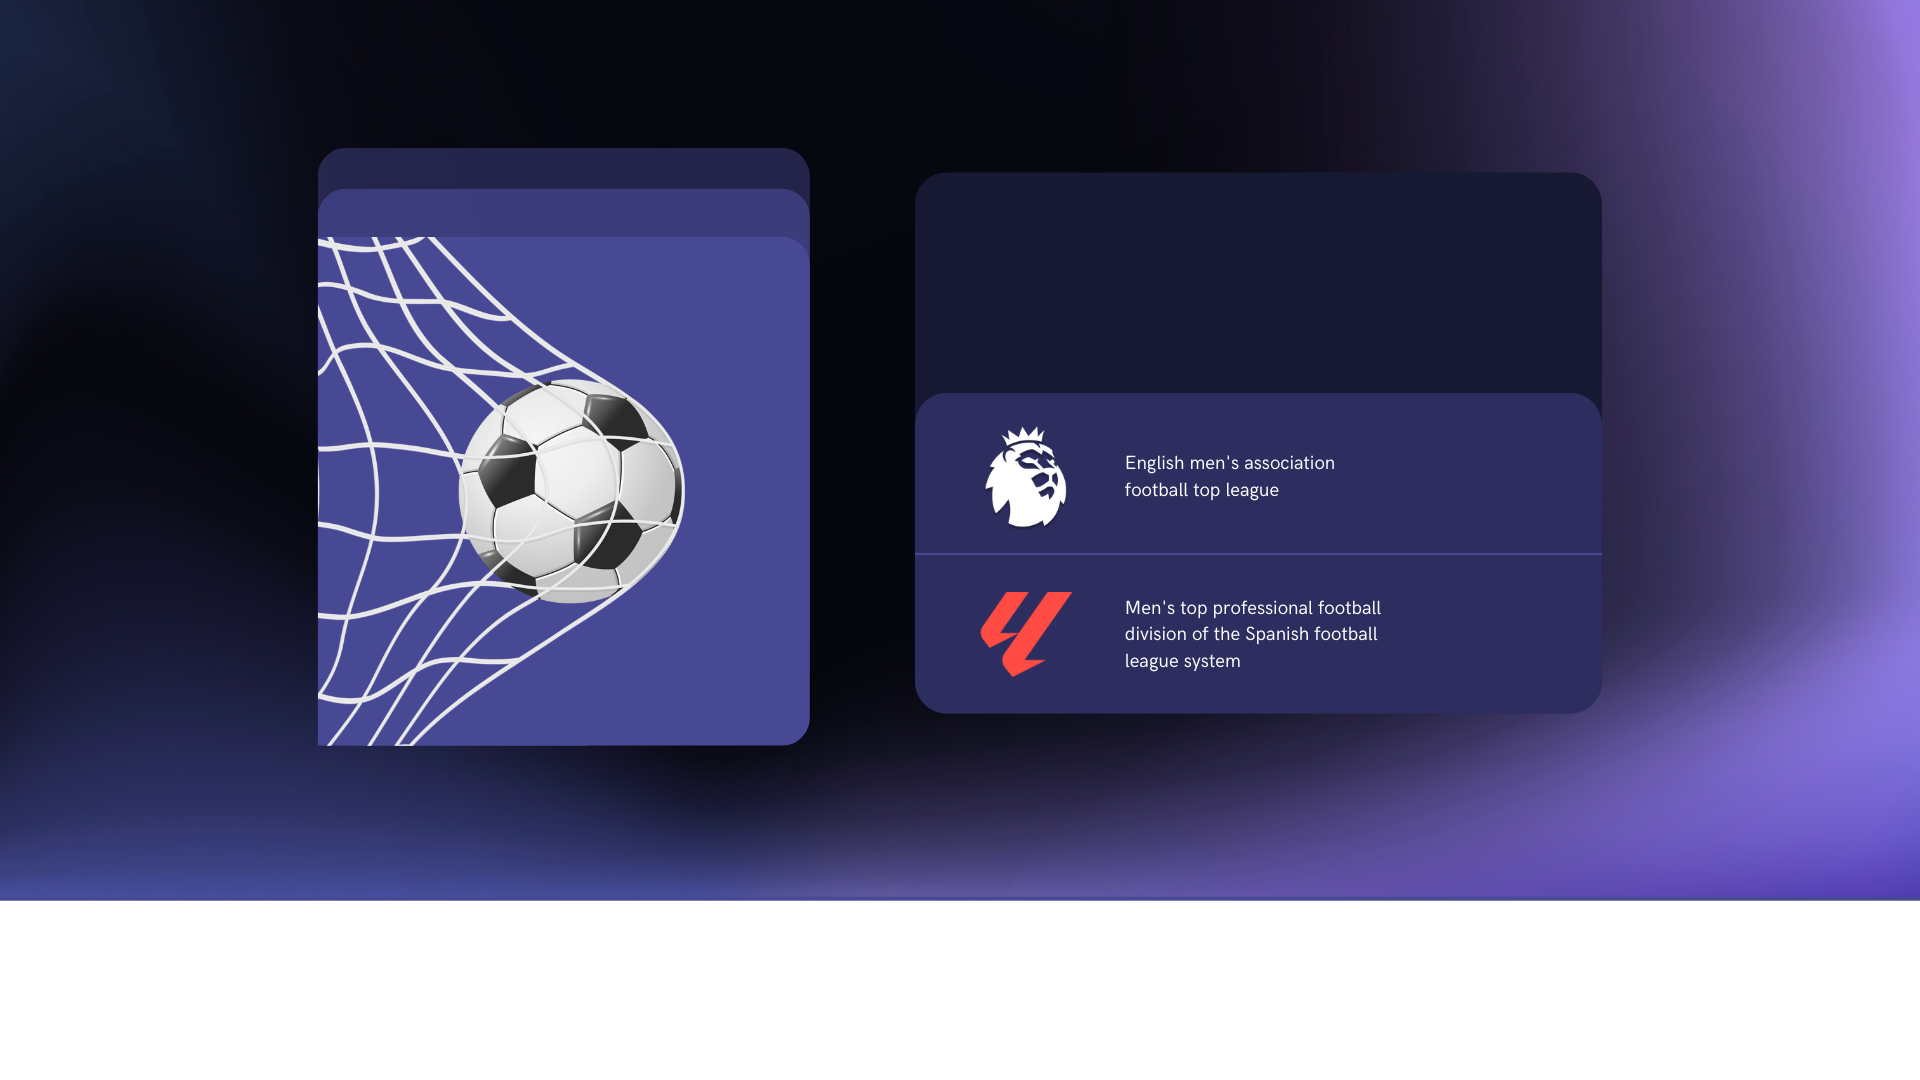 English men's association
football top league
Men's top professional football
division of the Spanish football
league system